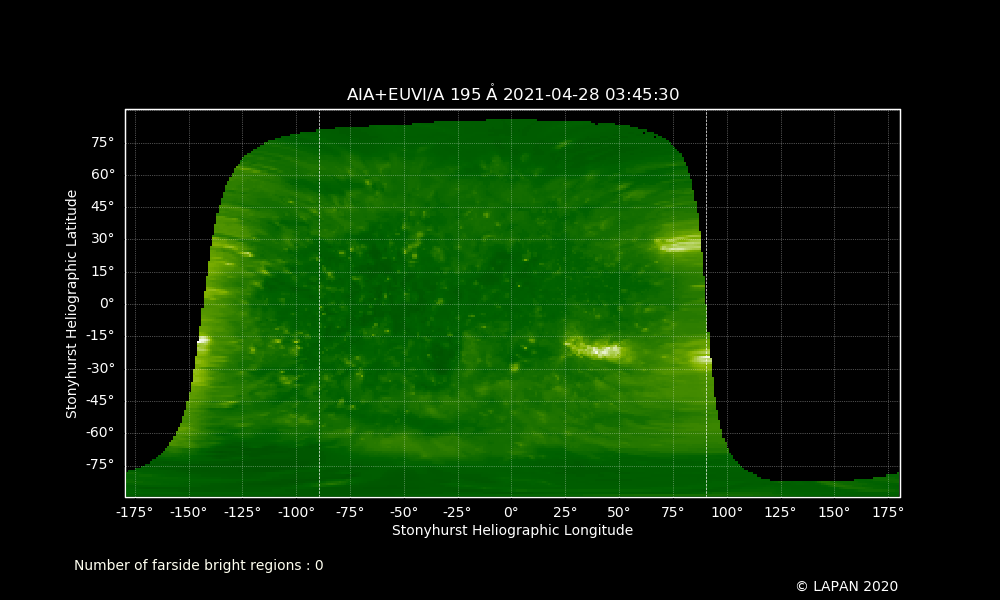 AIA+EUVI/A 195 Å 2021-04-28 03:45:30
75°
60°
45°
30°
15°
0°
-15°
-30°
-45°
-60°
-75°
Stonyhurst Heliographic Latitude
-175° -150° -125° -100° -75° -50° -25° 0° 25° 50° 75° 100° 125° 150° 175°
Stonyhurst Heliographic Longitude
Number of farside bright regions : 0
© LAPAN 2020